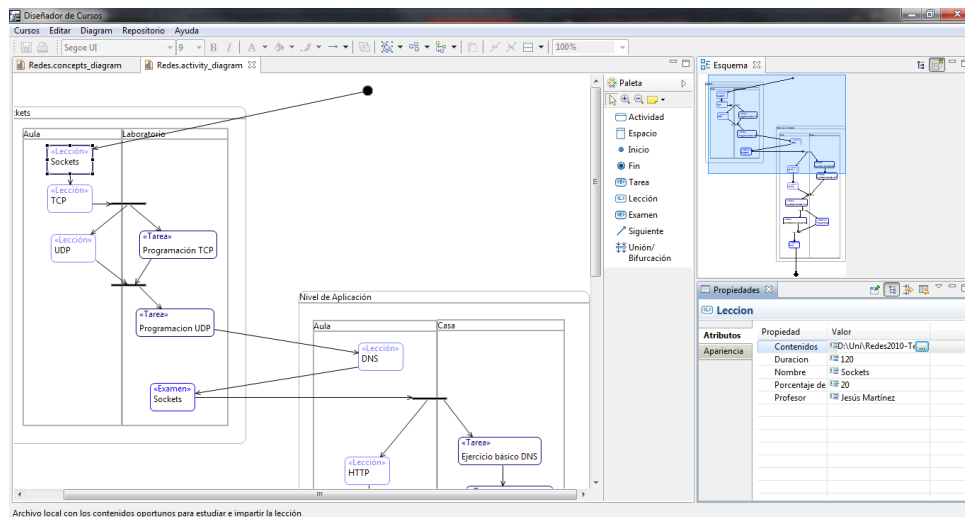 Diseñador de Cursos
Cursos Editar Diagram Repositorio Ayuda
Segoe UI 9 B I A 100%
Redes.concepts_diagram Redes.activity_diagram
kets
Aula Laboratorio
«Lección»
Sockets
«Lección»
TCP
«Lección»
UDP
«Tarea»
Programación TCP
«Tarea»
Programacion UDP
«Examen»
Sockets
Nivel de Aplicación
Aula Casa
«Lección»
DNS
«Lección»
HTTP
«Tarea»
Ejercicio básico DNS
Paleta
Actividad
Espacio
Inicio
Fin
Tarea
Lección
Examen
Siguiente
Unión/
Bifurcación
Esquema
Propiedades
Leccion
Atributos
Apariencia
Propiedad Valor
Contenidos D:\Uni\Redes2010-Te ...
Duracion 120
Nombre Sockets
Porcentaje de 20
Profesor Jesús Martínez
Archivo local con los contenidos oportunos para estudiar e impartir la lección